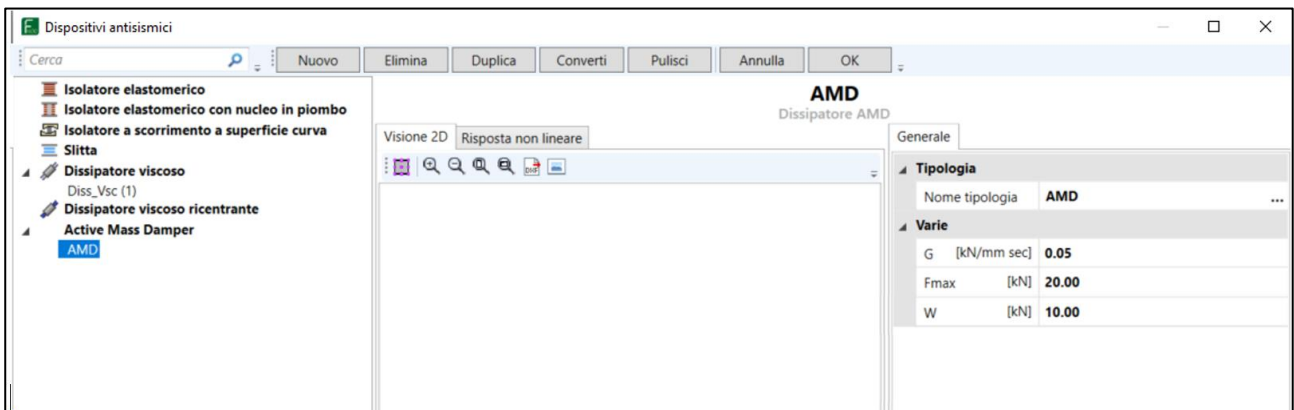 Dispositivi antisismici
Cerca
Nuovo
Elimina
Duplica
Converti
Pulisci
Annulla
OK
Isolatore elastomerico
Isolatore elastomerico con nucleo in piombo
Isolatore a scorrimento a superficie curva
Slitta
Dissipatore viscoso
Diss_Vsc (1)
Dissipatore viscoso ricentrante
Active Mass Damper
AMD
AMD
Dissipatore AMD
Visione 2D
Risposta non lineare
DXF
Generale
Tipologia
Nome tipologia AMD ...
Varie
G [kN/mm sec] 0.05
Fmax [kN] 20.00
W [kN] 10.00